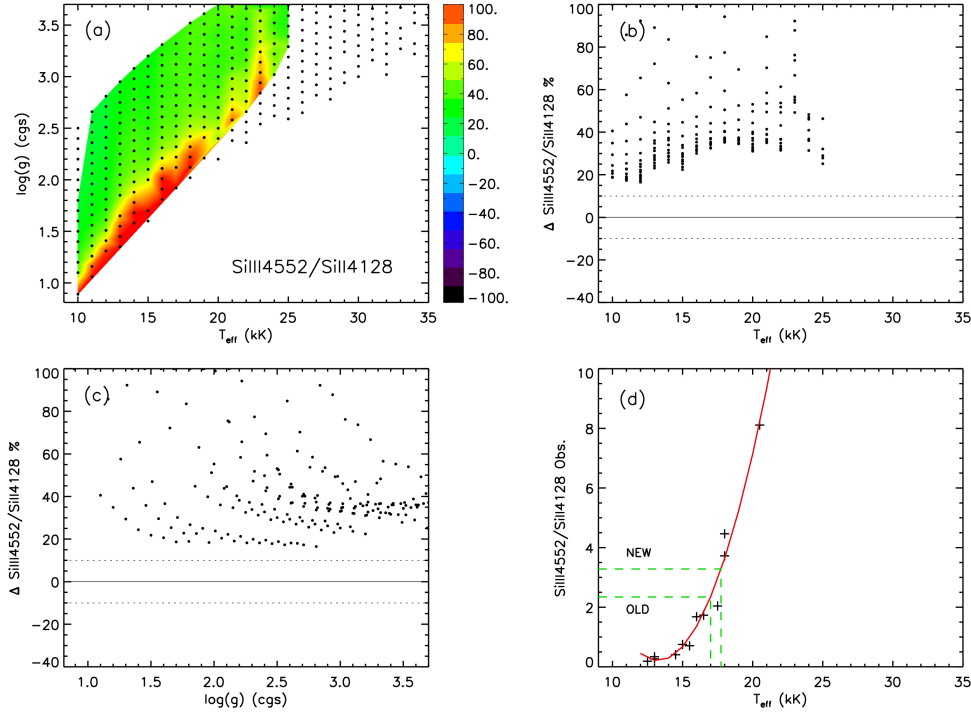 (a)
3.5
3.0
2.5
2.0
1.5
1.0
log(g) (cgs)
SiIII4552/SiII4128
10 15 20 25 30 35
T_eff (kK)
100.
80.
60.
40.
20.
0.
-20.
-40.
-60.
-80.
-100.
(b)
100
80
60
40
20
0
-20
-40
Δ SiIII4552/SiII4128 %
10 15 20 25 30 35
T_eff (kK)
(c)
100
80
60
40
20
0
-20
-40
Δ SiIII4552/SiII4128 %
1.0 1.5 2.0 2.5 3.0 3.5
log(g) (cgs)
(d)
10
8
6
4
2
0
SiIII4552/SiII4128 Obs.
NEW
OLD
10 15 20 25 30 35
T_eff (kK)